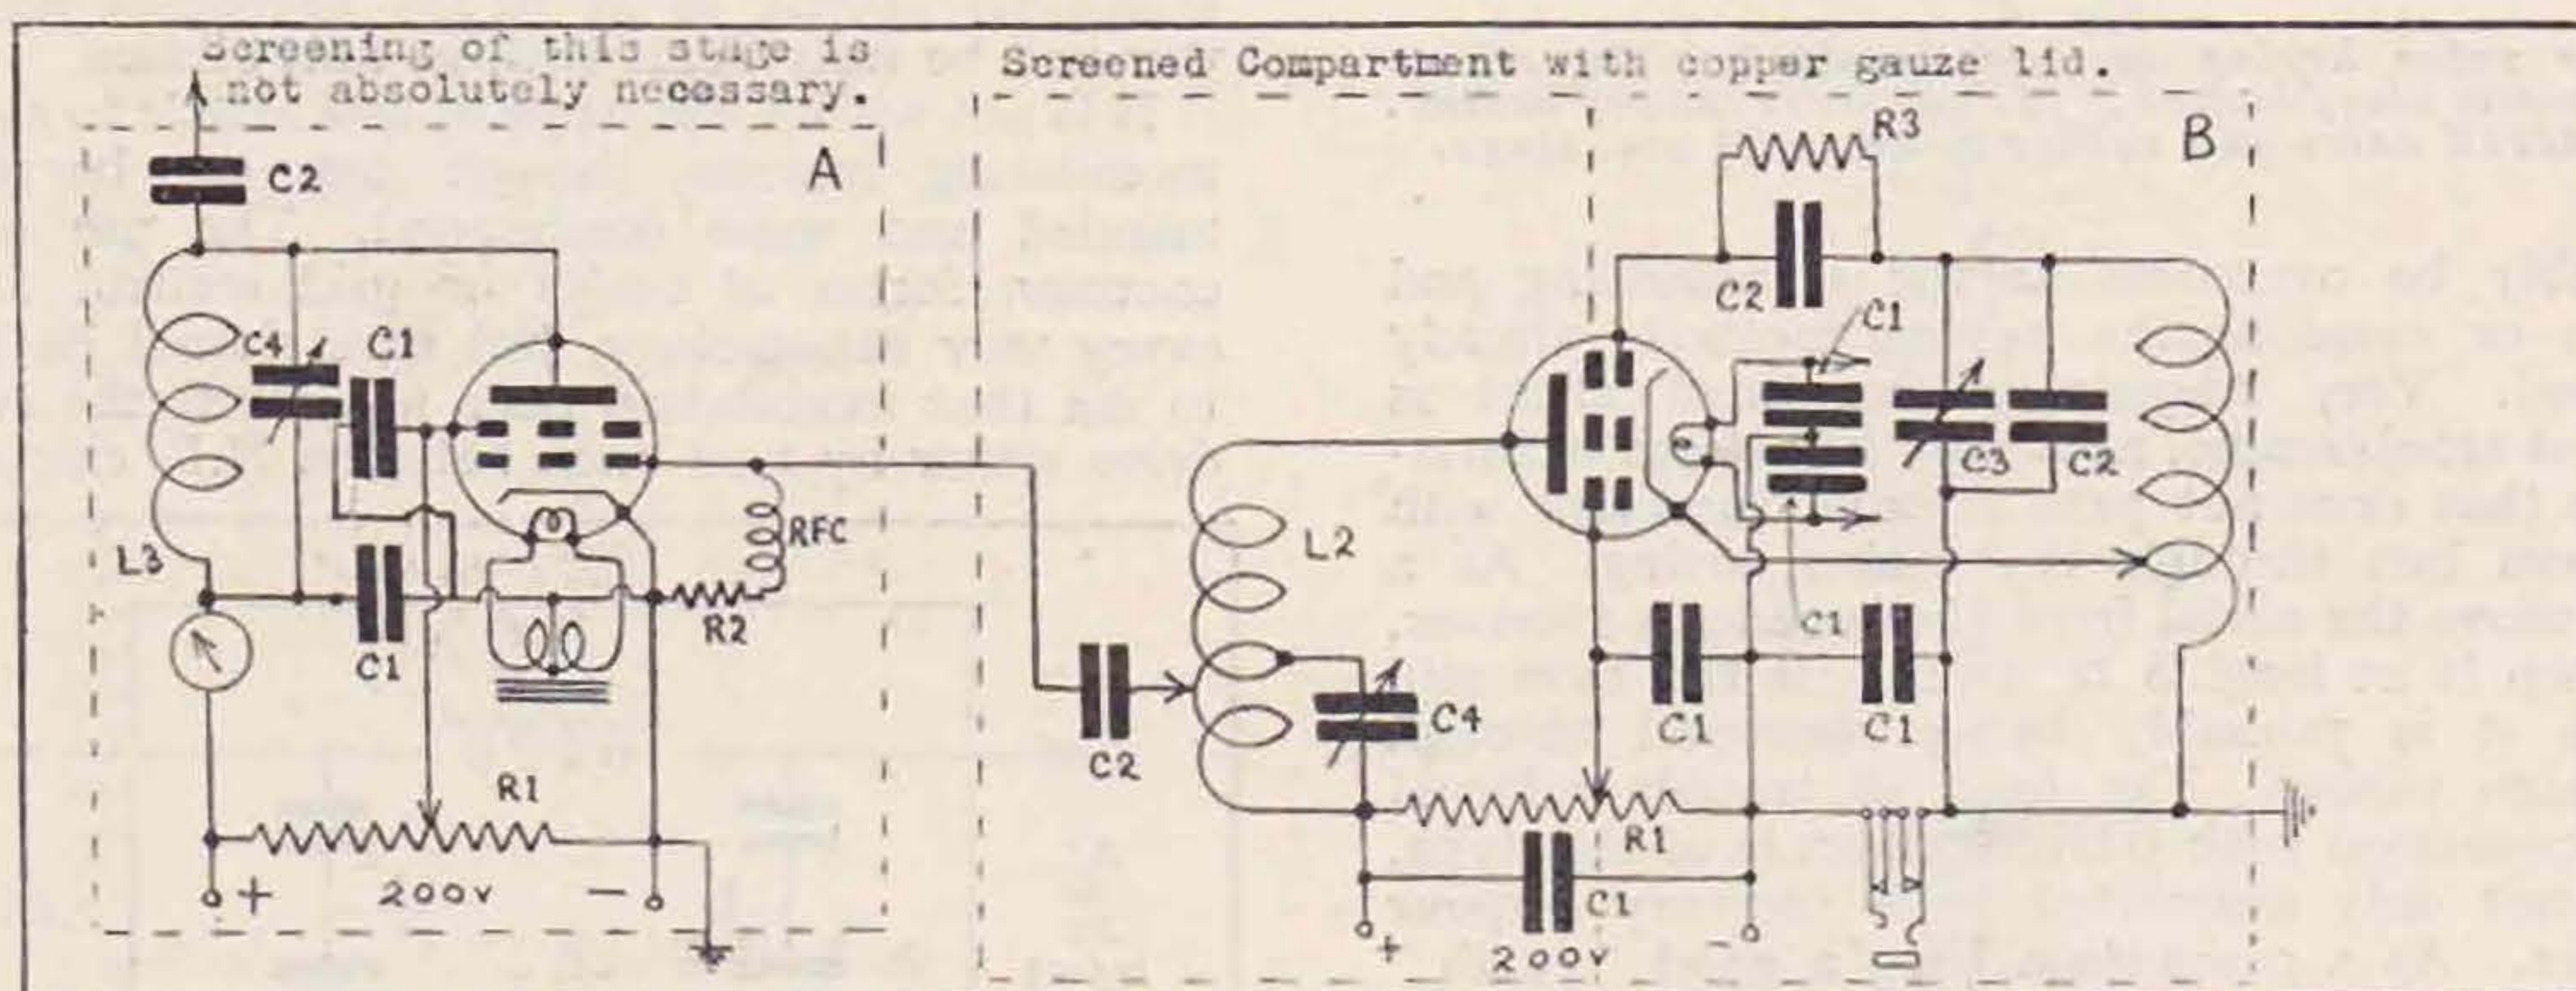 Screening of this stage is
not absolutely necessary.
Screened Compartment with copper gauze lid.
A
B
C2
C4
C1
L3
C1
RFC
R2
R1
+ 200v −
R3
C2
C1
C3
C2
L2
C1
C2
C4
C1
C1
R1
C1
+ 200v -